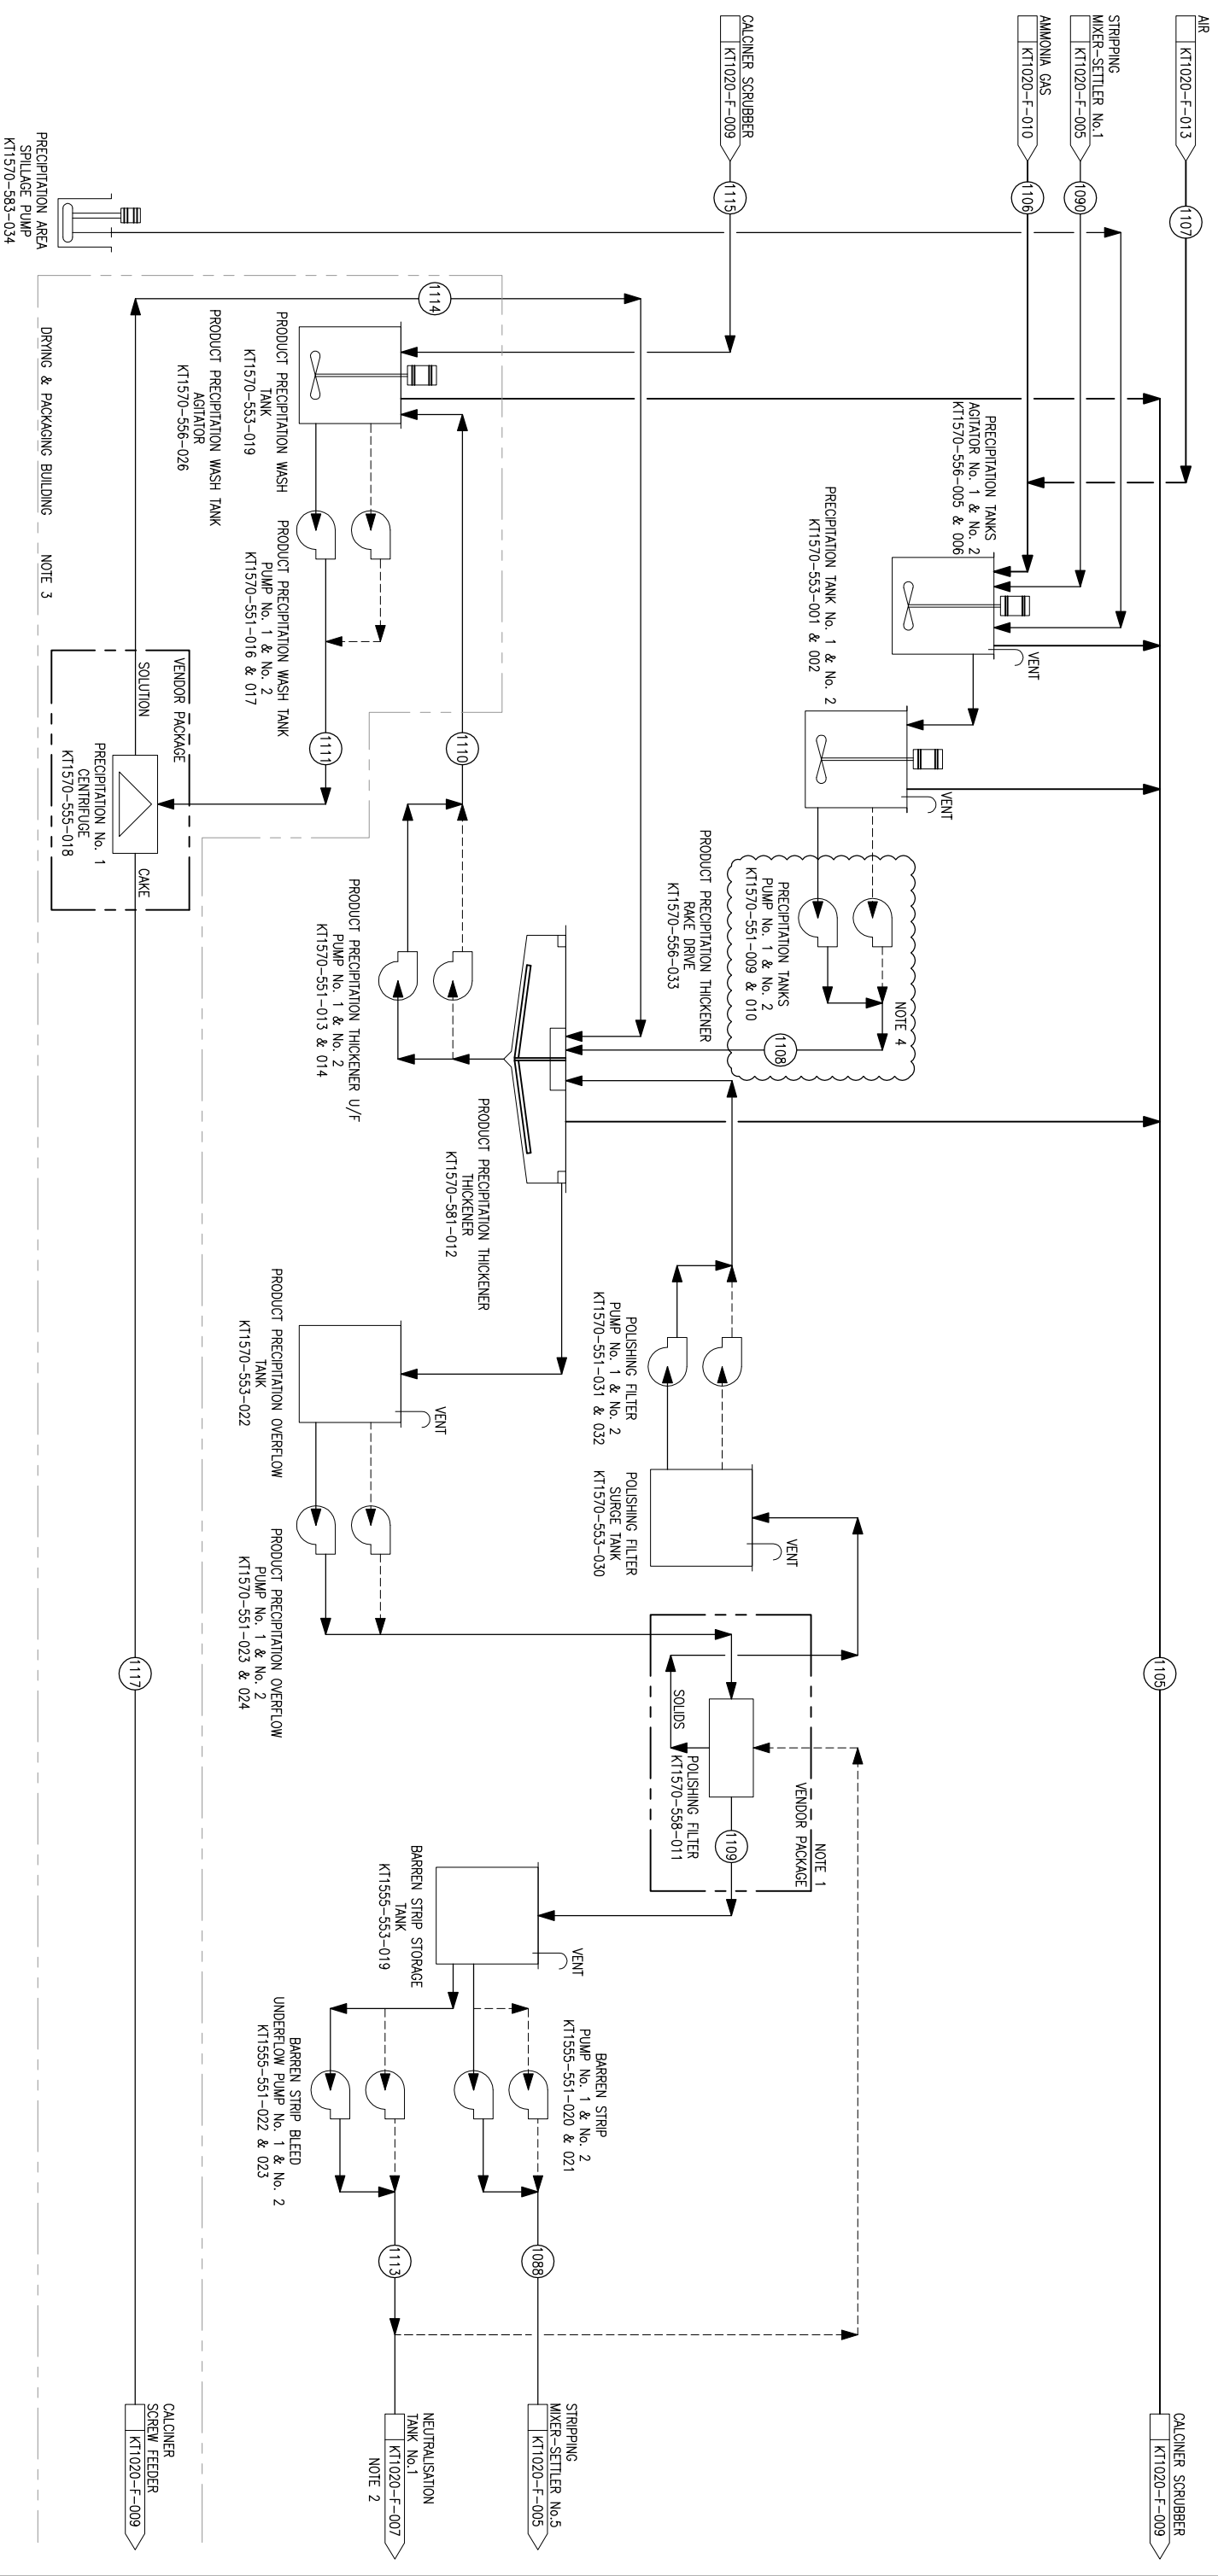 AIR
KT1020-F-013
1107
STRIPPING
MIXER-SETTLER No.1
KT1020-F-005
1090
AMMONIA GAS
KT1020-F-010
1106
CALCINER SCRUBBER
KT1020-F-009
1115
PRECIPITATION AREA
SPILLAGE PUMP
KT1570-583-034
PRECIPITATION TANKS
AGITATOR No. 1 & No. 2
KT1570-556-005 & 006
VENT
PRECIPITATION TANK No. 1 & No. 2
KT1570-553-001 & 002
VENT
PRECIPITATION TANKS
PUMP No. 1 & No. 2
KT1570-551-009 & 010
NOTE 4
1108
PRODUCT PRECIPITATION THICKENER
RAKE DRIVE
KT1570-556-033
1114
PRODUCT PRECIPITATION WASH
TANK
KT1570-553-019
PRODUCT PRECIPITATION WASH TANK
AGITATOR
KT1570-556-026
PRODUCT PRECIPITATION WASH TANK
PUMP No. 1 & No. 2
KT1570-551-016 & 017
1110
1111
DRYING & PACKAGING BUILDING
NOTE 3
VENDOR PACKAGE
SOLUTION
PRECIPITATION No. 1
CENTRIFUGE
KT1570-555-018
CAKE
PRODUCT PRECIPITATION THICKENER U/F
PUMP No. 1 & No. 2
KT1570-551-013 & 014
PRODUCT PRECIPITATION THICKENER
THICKENER
KT1570-581-012
POLISHING FILTER
PUMP No. 1 & No. 2
KT1570-551-031 & 032
POLISHING FILTER
SURGE TANK
KT1570-553-030
VENT
PRODUCT PRECIPITATION OVERFLOW
TANK
KT1570-553-022
VENT
PRODUCT PRECIPITATION OVERFLOW
PUMP No. 1 & No. 2
KT1570-551-023 & 024
1105
1117
SOLIDS
POLISHING FILTER
KT1570-558-011
VENDOR PACKAGE
NOTE 1
1109
BARREN STRIP STORAGE
TANK
KT1555-553-019
VENT
BARREN STRIP
PUMP No. 1 & No. 2
KT1555-551-020 & 021
BARREN STRIP BLEED
UNDERFLOW PUMP No. 1 & No. 2
KT1555-551-022 & 023
1088
1113
CALCINER SCRUBBER
KT1020-F-009
STRIPPING
MIXER-SETTLER No.5
KT1020-F-005
NEUTRALISATION
TANK No.1
KT1020-F-007
NOTE 2
CALCINER
SCREW FEEDER
KT1020-F-009